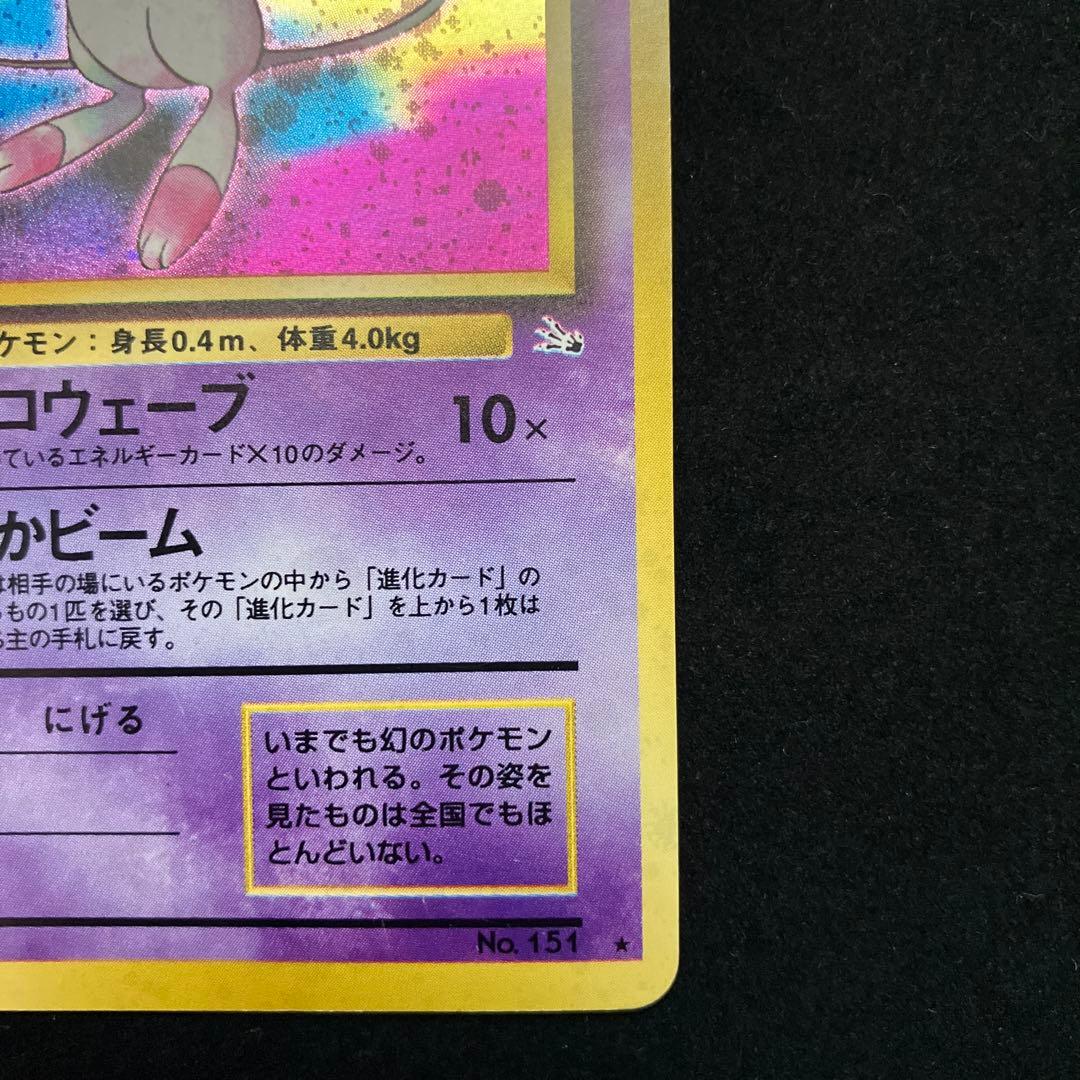 ケモン：身長0.4m、体重4.0kg
コウェーブ 10×
ているエネルギーカード×10のダメージ。
かビーム
は相手の場にいるポケモンの中から「進化カード」の
もの1匹を選び、その「進化カード」を上から1枚は
主の手札に戻す。
にげる
いまでも幻のポケモン
といわれる。その姿を
見たものは全国でもほ
とんどいない。
No. 151 ★